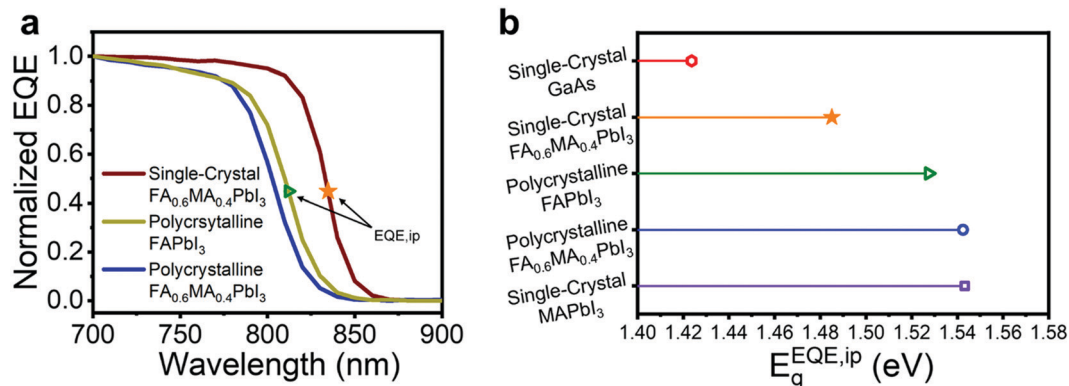 a
Normalized EQE
1.0
0.8
0.6
0.4
0.2
0.0
Single-Crystal
FA0.6MA0.4PbI3
Polycrsytalline
FAPbI3
Polycrystalline
FA0.6MA0.4PbI3
EQE,ip
700 750 800 850 900
Wavelength (nm)
b
Single-Crystal
GaAs
Single-Crystal
FA0.6MA0.4PbI3
Polycrystalline
FAPbI3
Polycrystalline
FA0.6MA0.4PbI3
Single-Crystal
MAPbI3
1.40 1.42 1.44 1.46 1.48 1.50 1.52 1.54 1.56 1.58
EgEQE,ip (eV)